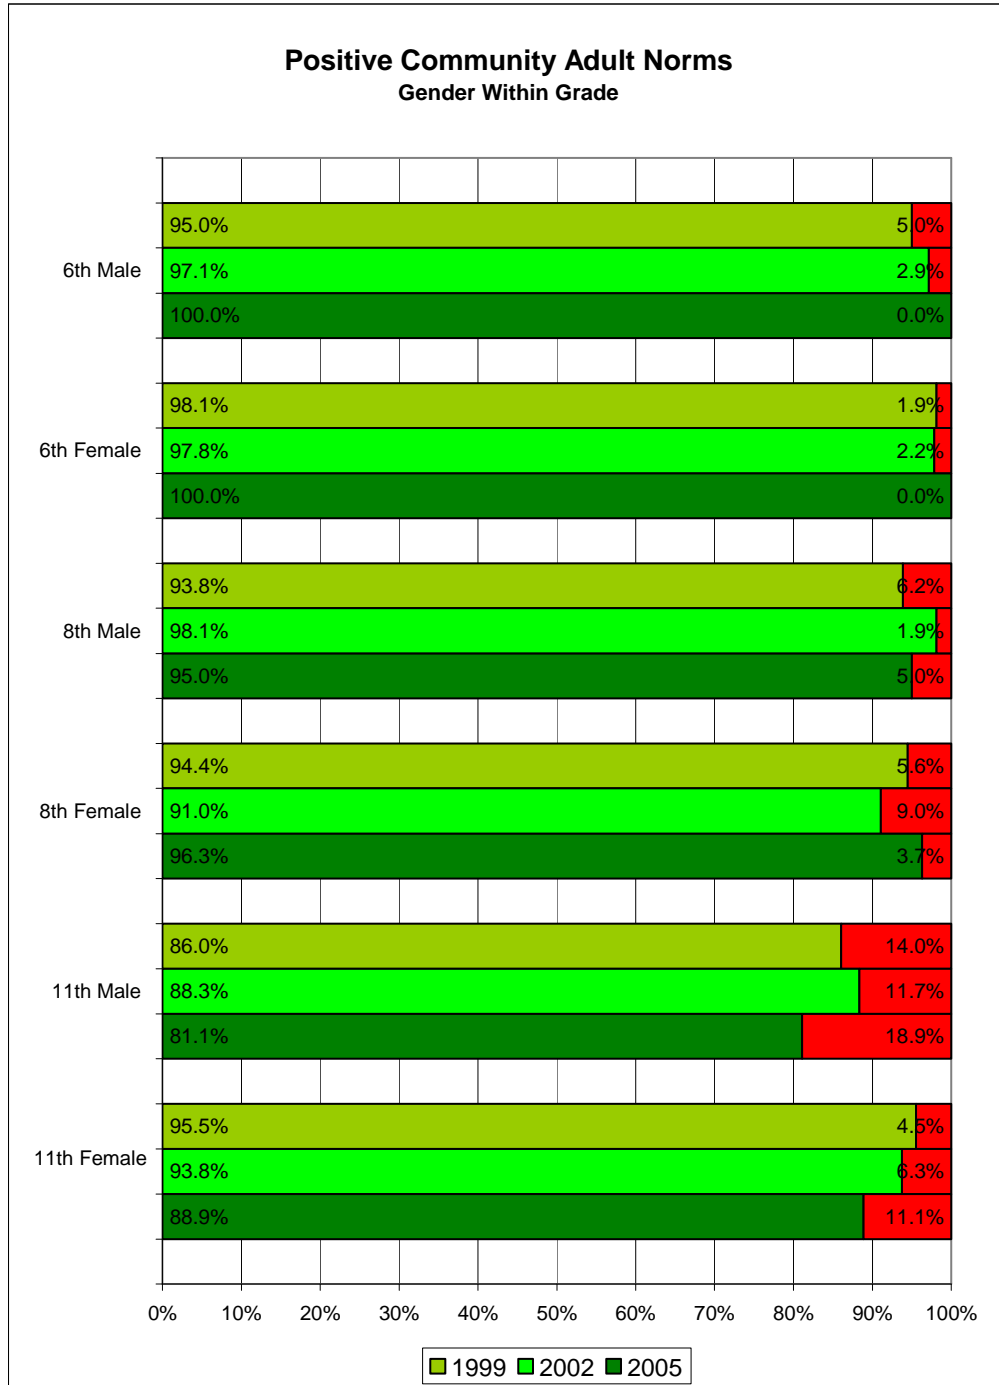 Positive Community Adult Norms
Gender Within Grade
95.0% 5.0%
6th Male 97.1% 2.9%
100.0% 0.0%
98.1% 1.9%
6th Female 97.8% 2.2%
100.0% 0.0%
93.8% 6.2%
8th Male 98.1% 1.9%
95.0% 5.0%
94.4% 5.6%
8th Female 91.0% 9.0%
96.3% 3.7%
86.0% 14.0%
11th Male 88.3% 11.7%
81.1% 18.9%
95.5% 4.5%
11th Female 93.8% 6.3%
88.9% 11.1%
0% 10% 20% 30% 40% 50% 60% 70% 80% 90% 100%
1999 2002 2005